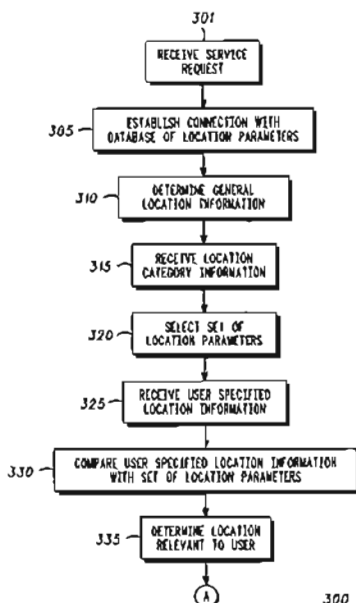 301
RECEIVE SERVICE
REQUEST
305
ESTABLISH CONNECTION WITH
DATABASE OF LOCATION PARAMETERS
310
DETERMINE GENERAL
LOCATION INFORMATION
315
RECEIVE LOCATION
CATEGORY INFORMATION
320
SELECT SET OF
LOCATION PARAMETERS
325
RECEIVE USER SPECIFIED
LOCATION INFORMATION
330
COMPARE USER SPECIFIED LOCATION INFORMATION
WITH SET OF LOCATION PARAMETERS
335
DETERMINE LOCATION
RELEVANT TO USER
A
300